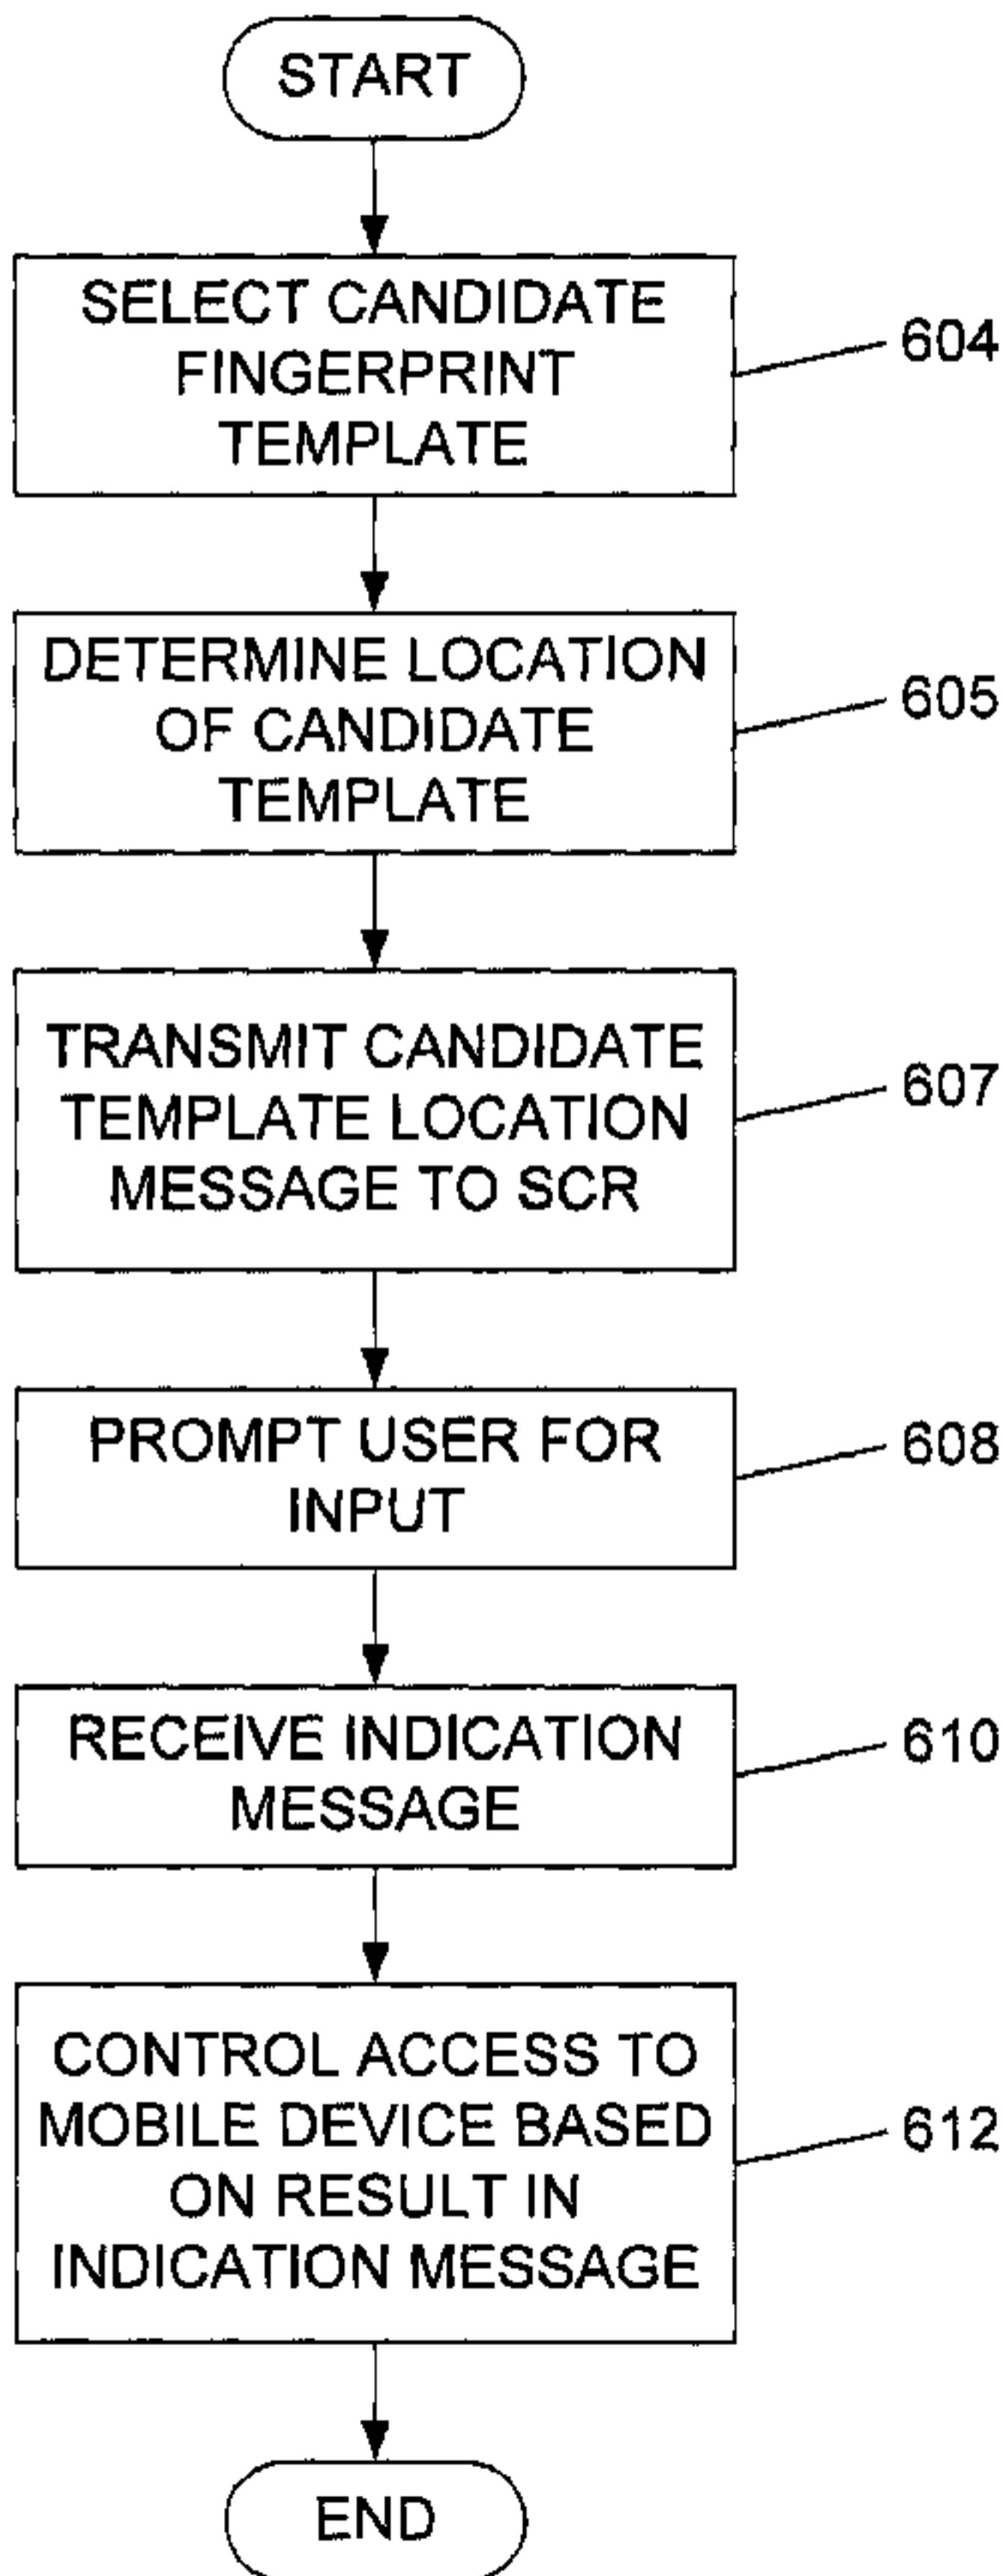 START
SELECT CANDIDATE
FINGERPRINT
TEMPLATE
604
DETERMINE LOCATION
OF CANDIDATE
TEMPLATE
605
TRANSMIT CANDIDATE
TEMPLATE LOCATION
MESSAGE TO SCR
607
PROMPT USER FOR
INPUT
608
RECEIVE INDICATION
MESSAGE
610
CONTROL ACCESS TO
MOBILE DEVICE BASED
ON RESULT IN
INDICATION MESSAGE
612
END